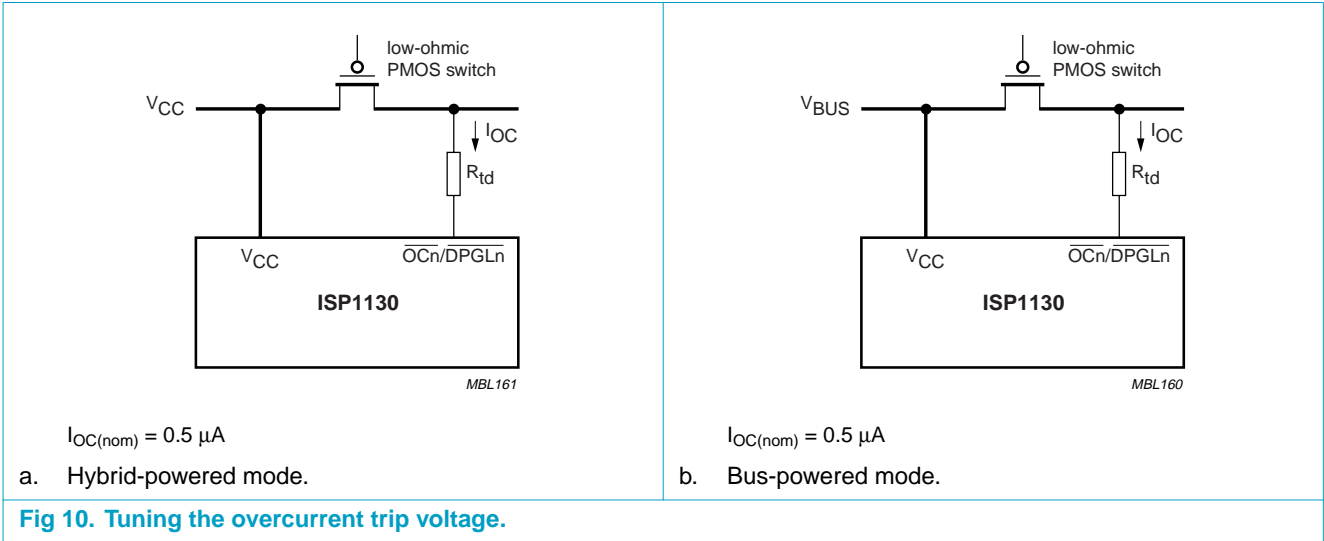 low-ohmic
PMOS switch
VCC
IOC
Rtd
VCC
OCn/DPGLn
ISP1130
MBL161
IOC(nom) = 0.5 μA
a. Hybrid-powered mode.
low-ohmic
PMOS switch
VBUS
IOC
Rtd
VCC
OCn/DPGLn
ISP1130
MBL160
IOC(nom) = 0.5 μA
b. Bus-powered mode.
Fig 10. Tuning the overcurrent trip voltage.